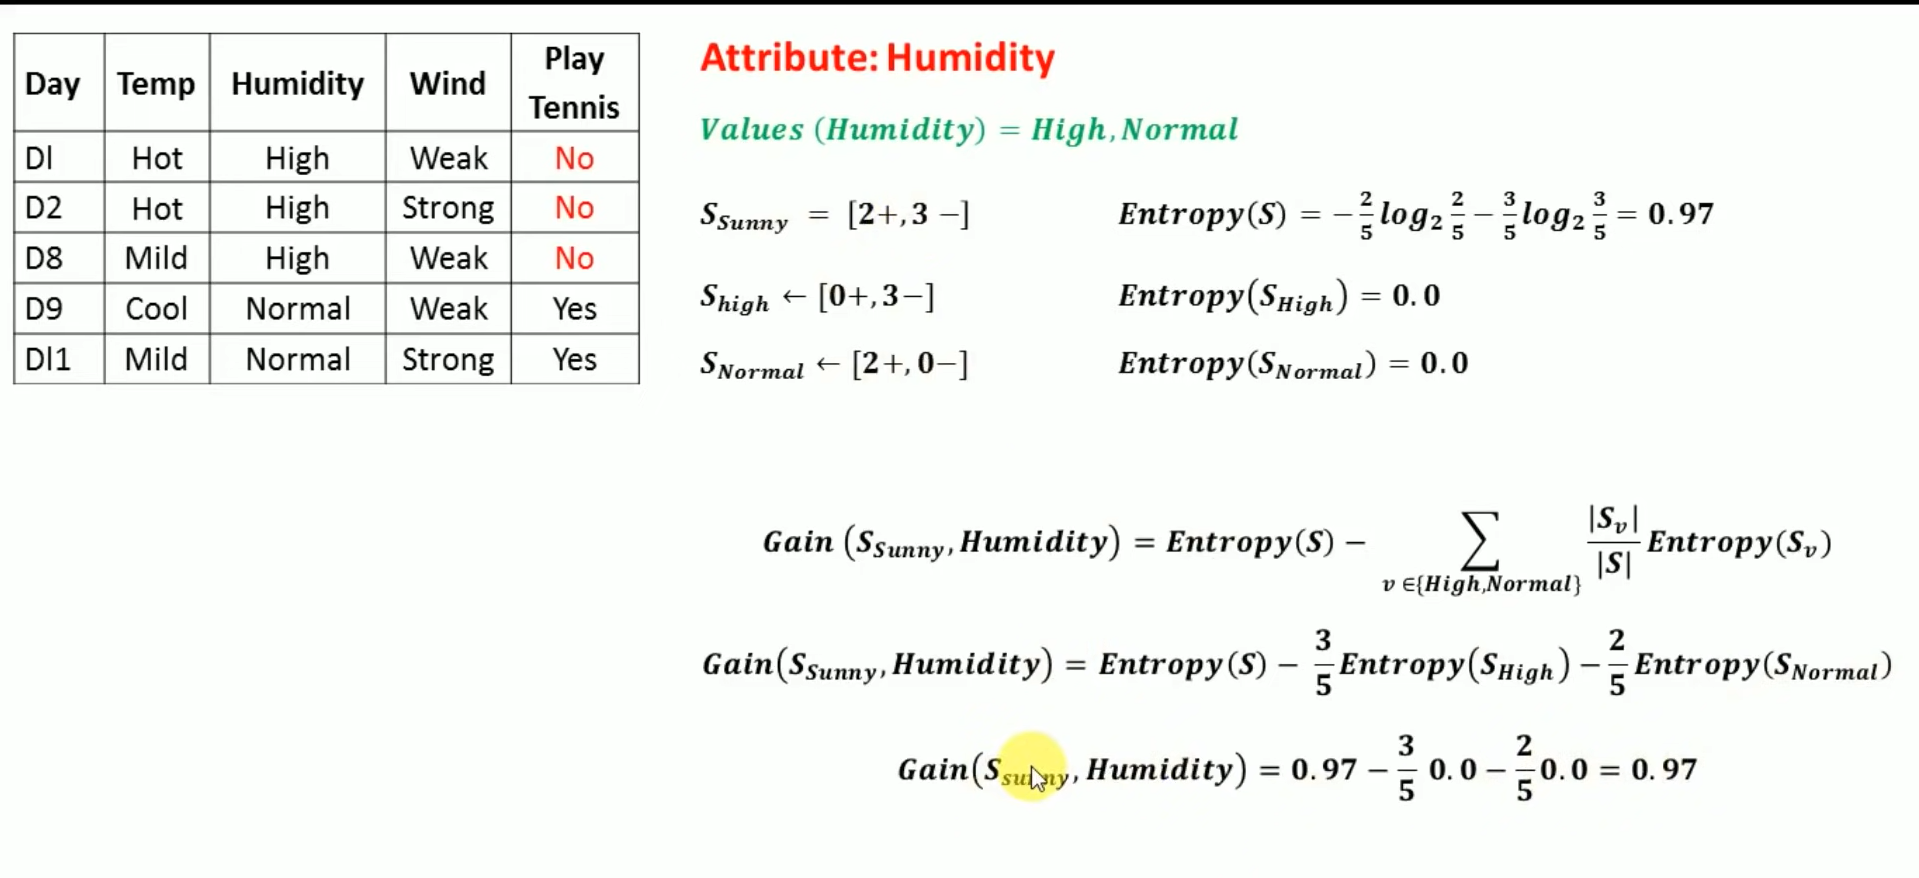 Day Temp Humidity Wind Play Tennis
Dl Hot High Weak No
D2 Hot High Strong No
D8 Mild High Weak No
D9 Cool Normal Weak Yes
Dl1 Mild Normal Strong Yes
Attribute: Humidity
Values (Humidity) = High, Normal
S_Sunny = [2+, 3 −] Entropy(S) = −2/5 log₂ 2/5 − 3/5 log₂ 3/5 = 0.97
S_high ← [0+, 3−] Entropy(S_High) = 0.0
S_Normal ← [2+, 0−] Entropy(S_Normal) = 0.0
Gain (S_Sunny, Humidity) = Entropy(S) − ∑ v ∈{High,Normal} |S_v|/|S| Entropy(S_v)
Gain(S_Sunny, Humidity) = Entropy(S) − 3/5 Entropy(S_High) − 2/5 Entropy(S_Normal)
Gain(S_sunny, Humidity) = 0.97 − 3/5 0.0 − 2/5 0.0 = 0.97